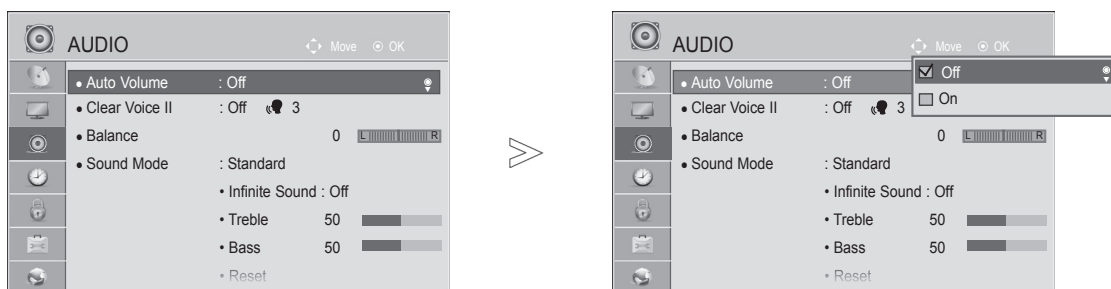 AUDIO
Move OK
• Auto Volume : Off
• Clear Voice II : Off 3
• Balance 0 L R
• Sound Mode : Standard
• Infinite Sound : Off
• Treble 50
• Bass 50
• Reset
>
AUDIO
Move OK
• Auto Volume : Off
Off
On
• Clear Voice II : Off 3
• Balance 0 L R
• Sound Mode : Standard
• Infinite Sound : Off
• Treble 50
• Bass 50
• Reset